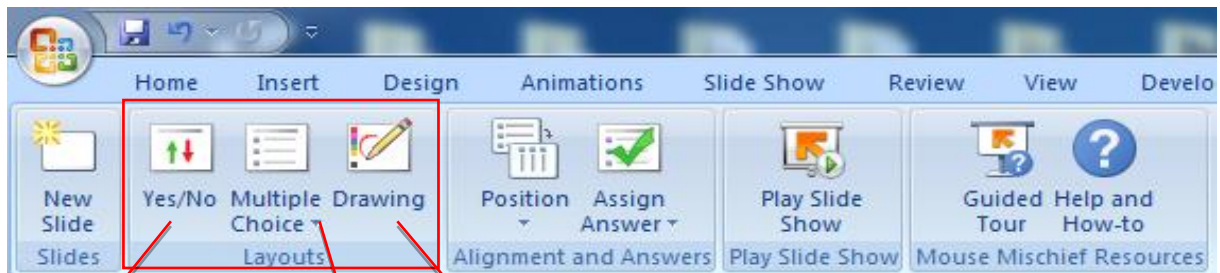 Home Insert Design Animations Slide Show Review View Develo
New Slide
Yes/No
Multiple Choice
Drawing
Position
Assign Answer
Play Slide Show
Guided Tour
Help and How-to
Slides
Layouts
Alignment and Answers
Play Slide Show
Mouse Mischief Resources